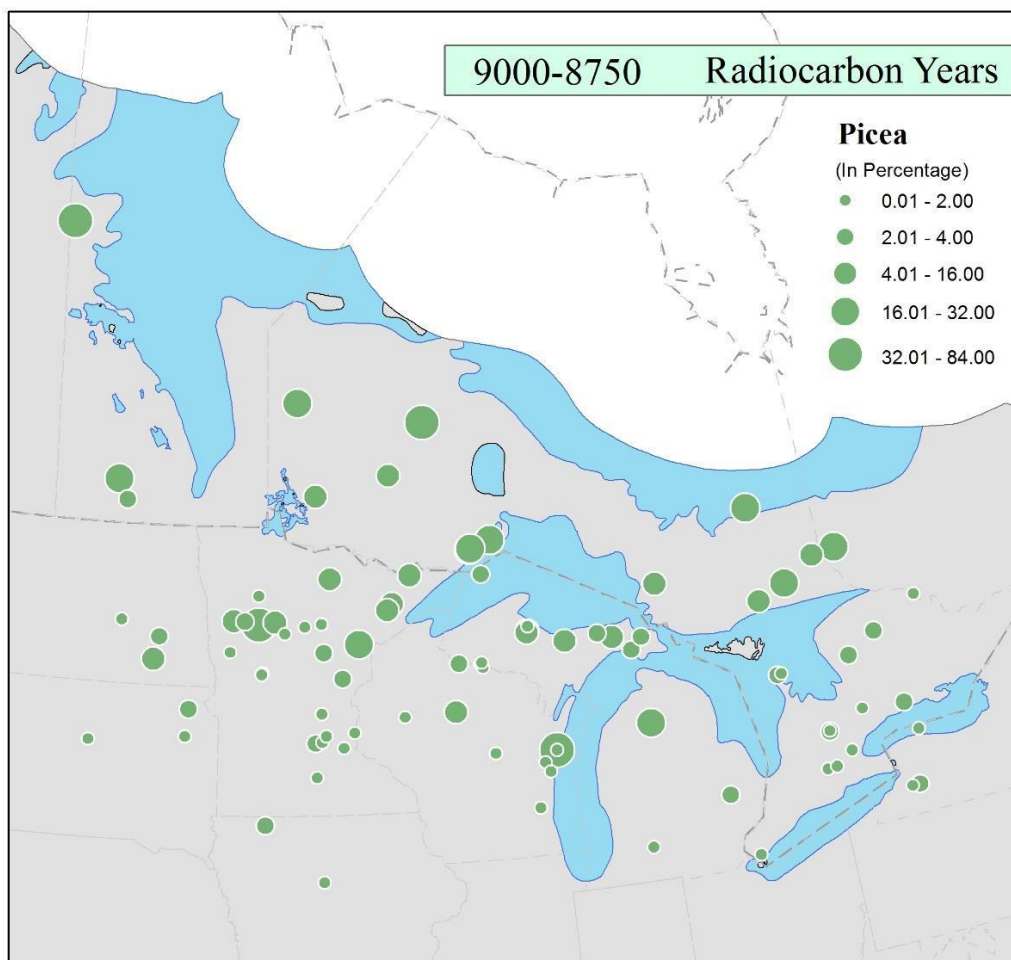 9000-8750 Radiocarbon Years
Picea
(In Percentage)
0.01 - 2.00
2.01 - 4.00
4.01 - 16.00
16.01 - 32.00
32.01 - 84.00